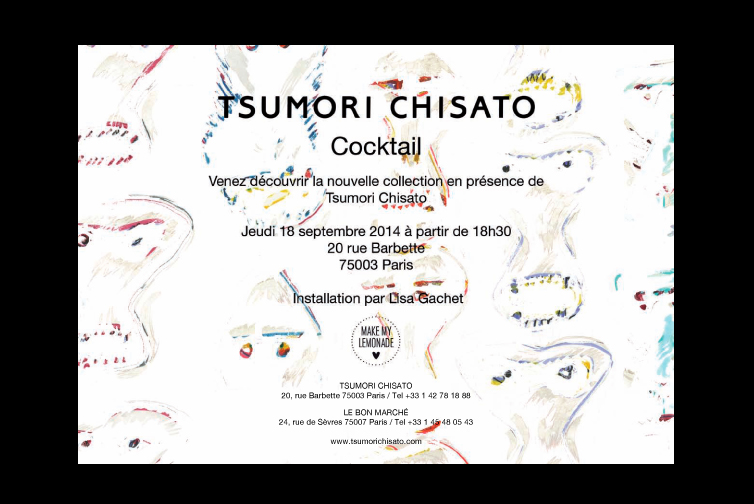 TSUMORI CHISATO
Cocktail
Venez découvrir la nouvelle collection en présence de
Tsumori Chisato
Jeudi 18 septembre 2014 à partir de 18h30
20 rue Barbette
75003 Paris
Installation par Lisa Gachet
MAKE MY
LEMONADE
TSUMORI CHISATO
20, rue Barbette 75003 Paris / Tel +33 1 42 78 18 88
LE BON MARCHÉ
24, rue de Sèvres 75007 Paris / Tel +33 1 45 48 05 43
www.tsumorichisato.com